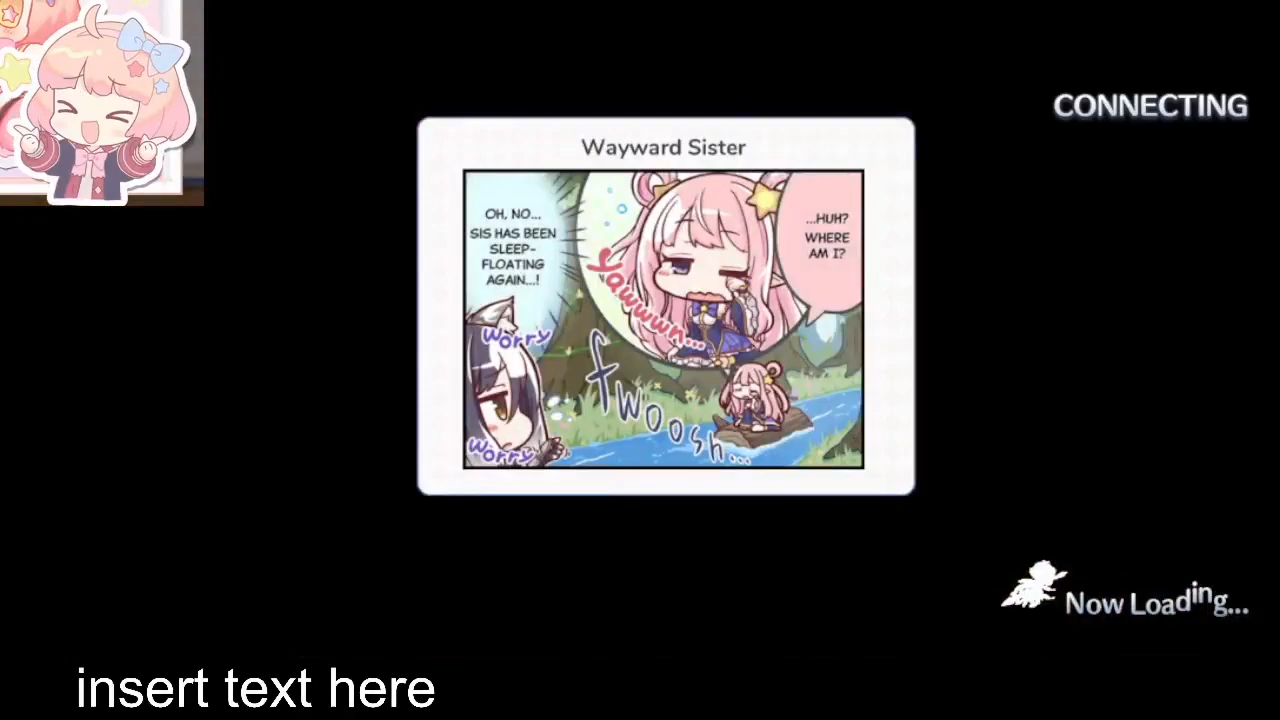 CONNECTING
Wayward Sister
OH, NO...
SIS HAS BEEN
SLEEP-
FLOATING
AGAIN...!
...HUH?
WHERE
AM I?
Yawwwn...
Worry
fwoosh...
Worry
Now Loading...
insert text here